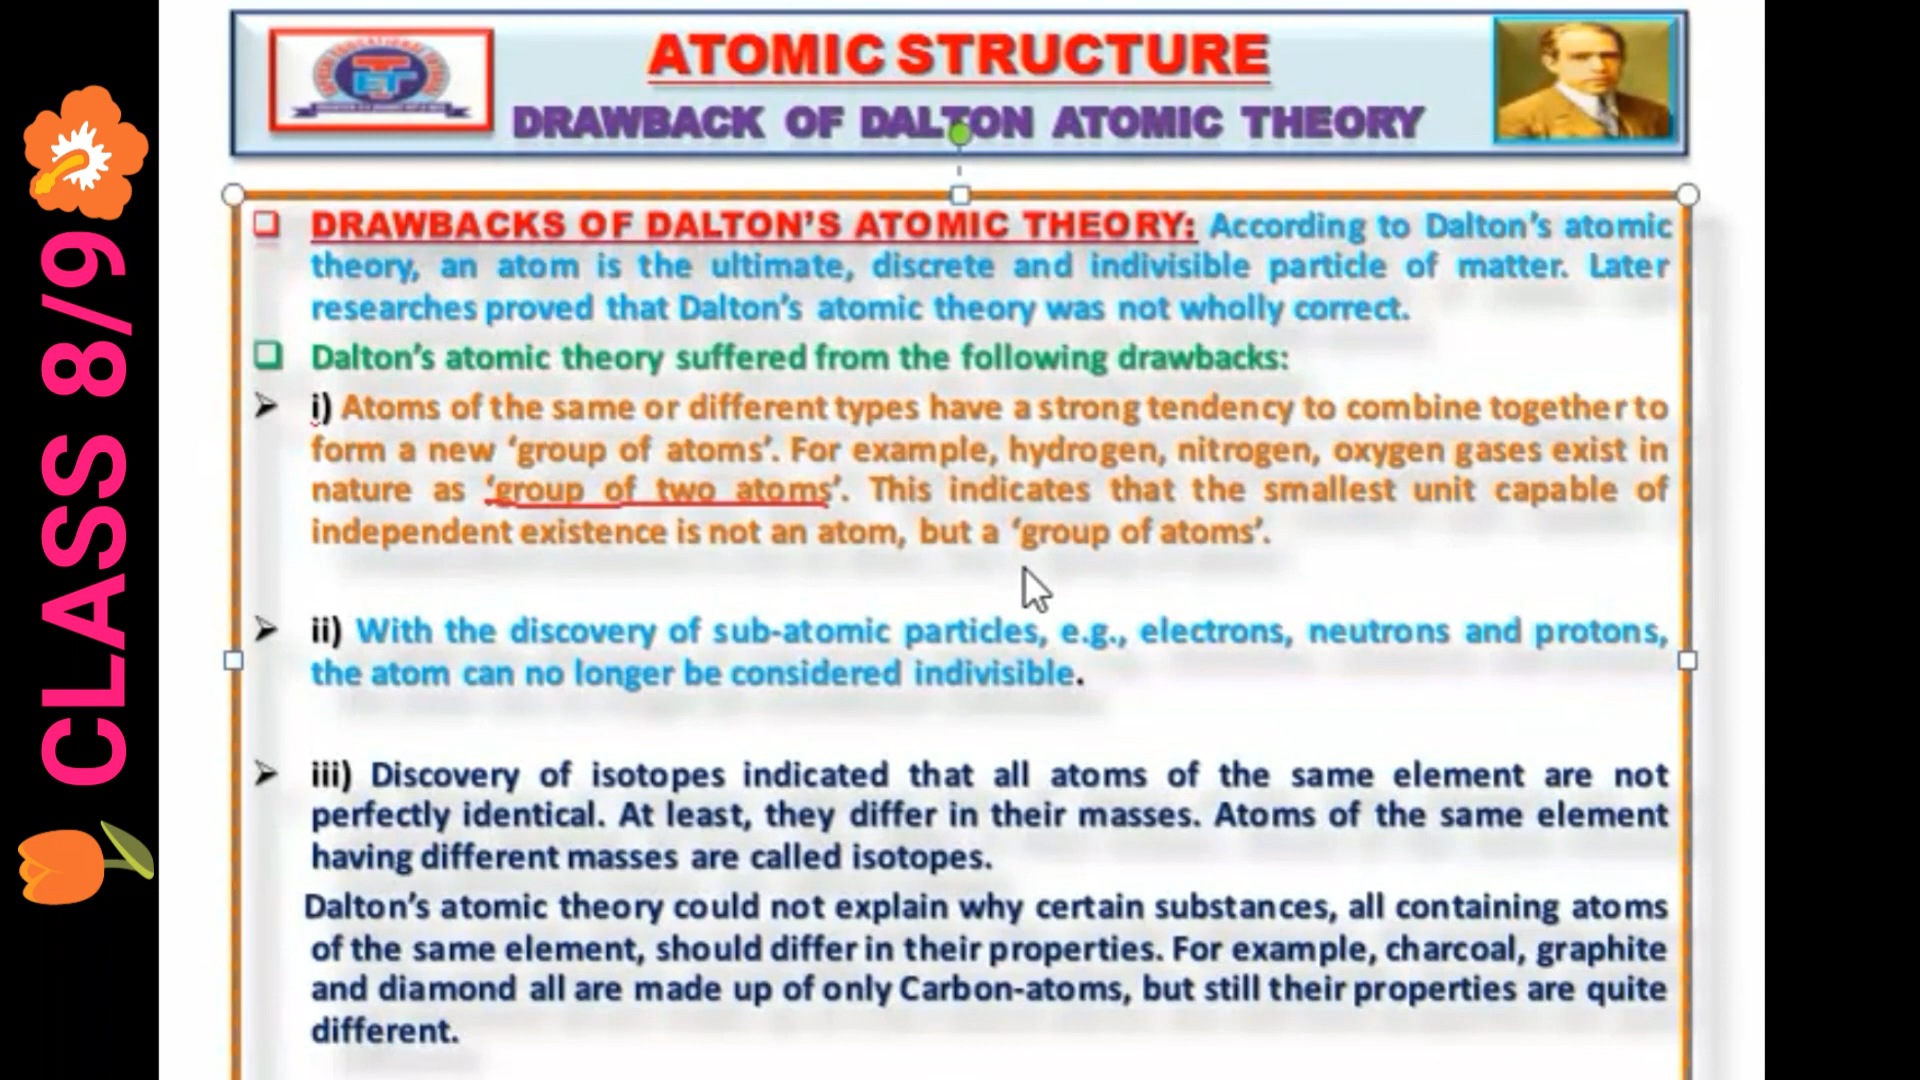 CLASS 8/9
ATOMIC STRUCTURE
DRAWBACK OF DALTON ATOMIC THEORY
DRAWBACKS OF DALTON'S ATOMIC THEORY: According to Dalton's atomic
theory, an atom is the ultimate, discrete and indivisible particle of matter. Later
researches proved that Dalton's atomic theory was not wholly correct.
Dalton's atomic theory suffered from the following drawbacks:
i) Atoms of the same or different types have a strong tendency to combine together to
form a new 'group of atoms'. For example, hydrogen, nitrogen, oxygen gases exist in
nature as 'group of two atoms'. This indicates that the smallest unit capable of
independent existence is not an atom, but a 'group of atoms'.
ii) With the discovery of sub-atomic particles, e.g., electrons, neutrons and protons,
the atom can no longer be considered indivisible.
iii) Discovery of isotopes indicated that all atoms of the same element are not
perfectly identical. At least, they differ in their masses. Atoms of the same element
having different masses are called isotopes.
Dalton's atomic theory could not explain why certain substances, all containing atoms
of the same element, should differ in their properties. For example, charcoal, graphite
and diamond all are made up of only Carbon-atoms, but still their properties are quite
different.